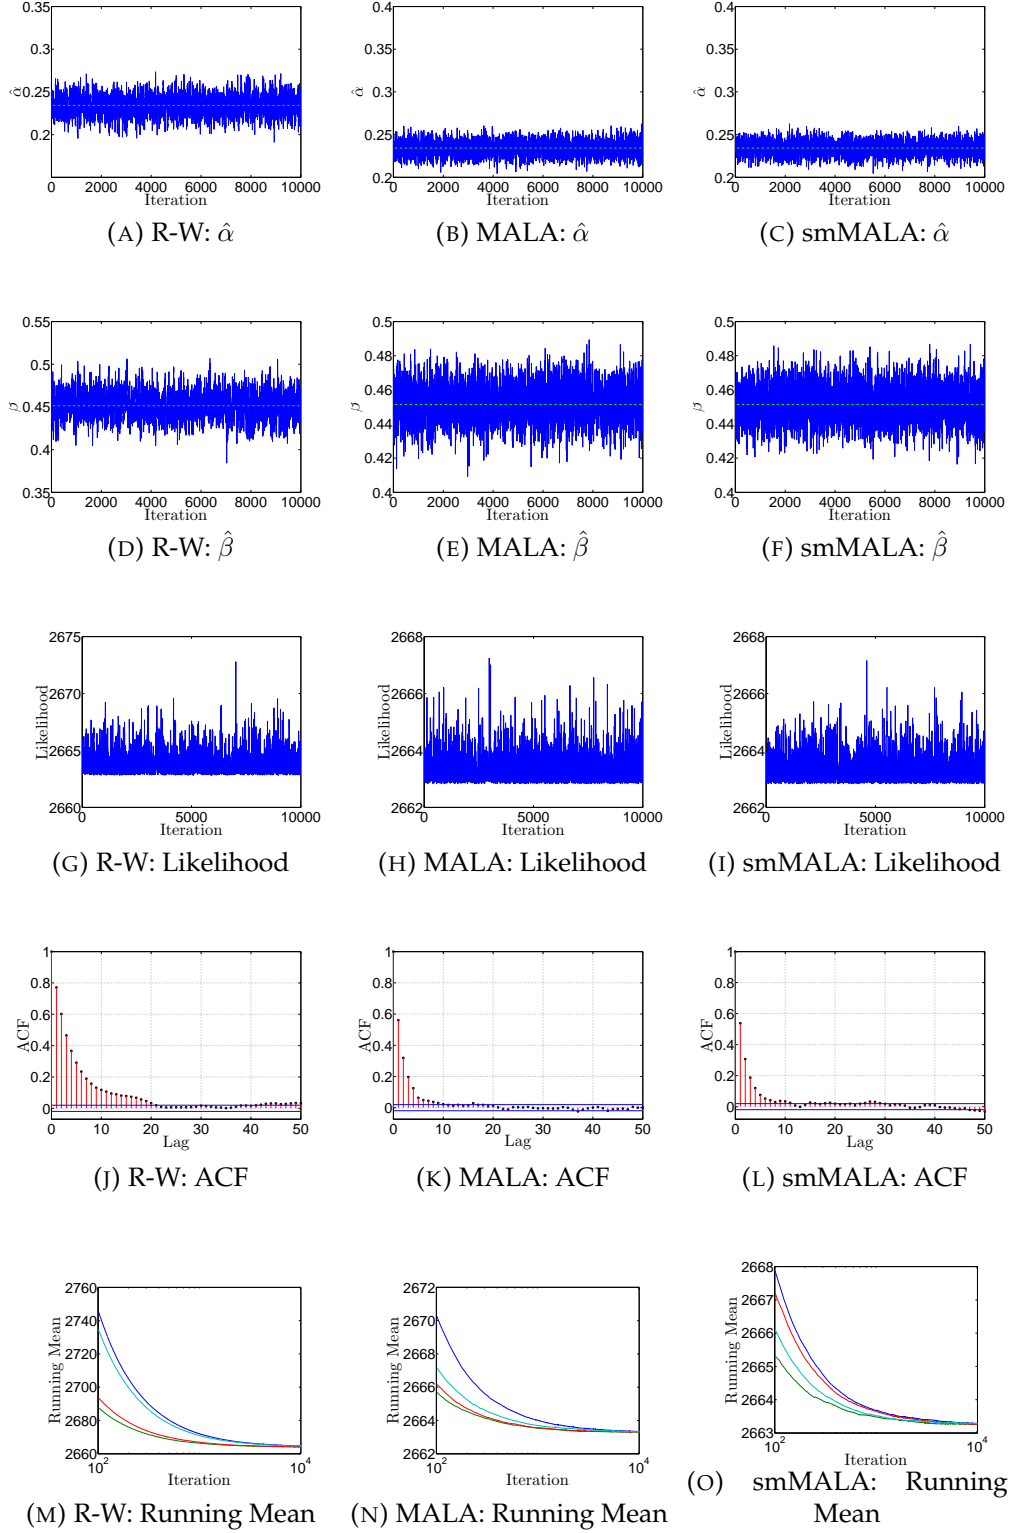 0.35 0.3 0.25 0.2
α̂
0 2000 4000 6000 8000 10000
Iteration
(A) R-W: α̂
0.4 0.35 0.3 0.25 0.2
α̂
0 2000 4000 6000 8000 10000
Iteration
(B) MALA: α̂
0.4 0.35 0.3 0.25 0.2
α̂
0 2000 4000 6000 8000 10000
Iteration
(C) smMALA: α̂
0.55 0.5 0.45 0.4 0.35
β
0 2000 4000 6000 8000 10000
Iteration
(D) R-W: β̂
0.5 0.48 0.46 0.44 0.42 0.4
β
0 2000 4000 6000 8000 10000
Iteration
(E) MALA: β̂
0.5 0.48 0.46 0.44 0.42 0.4
β
0 2000 4000 6000 8000 10000
Iteration
(F) smMALA: β̂
2675 2670 2665 2660
Likelihood
0 5000 10000
Iteration
(G) R-W: Likelihood
2668 2666 2664 2662
Likelihood
0 5000 10000
Iteration
(H) MALA: Likelihood
2668 2666 2664 2662
Likelihood
0 5000 10000
Iteration
(I) smMALA: Likelihood
1 0.8 0.6 0.4 0.2 0
ACF
0 10 20 30 40 50
Lag
(J) R-W: ACF
1 0.8 0.6 0.4 0.2 0
ACF
0 10 20 30 40 50
Lag
(K) MALA: ACF
1 0.8 0.6 0.4 0.2 0
ACF
0 10 20 30 40 50
Lag
(L) smMALA: ACF
2760 2740 2720 2700 2680 2660
Running Mean
10² 10⁴
Iteration
(M) R-W: Running Mean
2672 2670 2668 2666 2664 2662
Running Mean
10² 10⁴
Iteration
(N) MALA: Running Mean
2668 2667 2666 2665 2664 2663
Running Mean
10² 10⁴
Iteration
(O) smMALA: Running
Mean